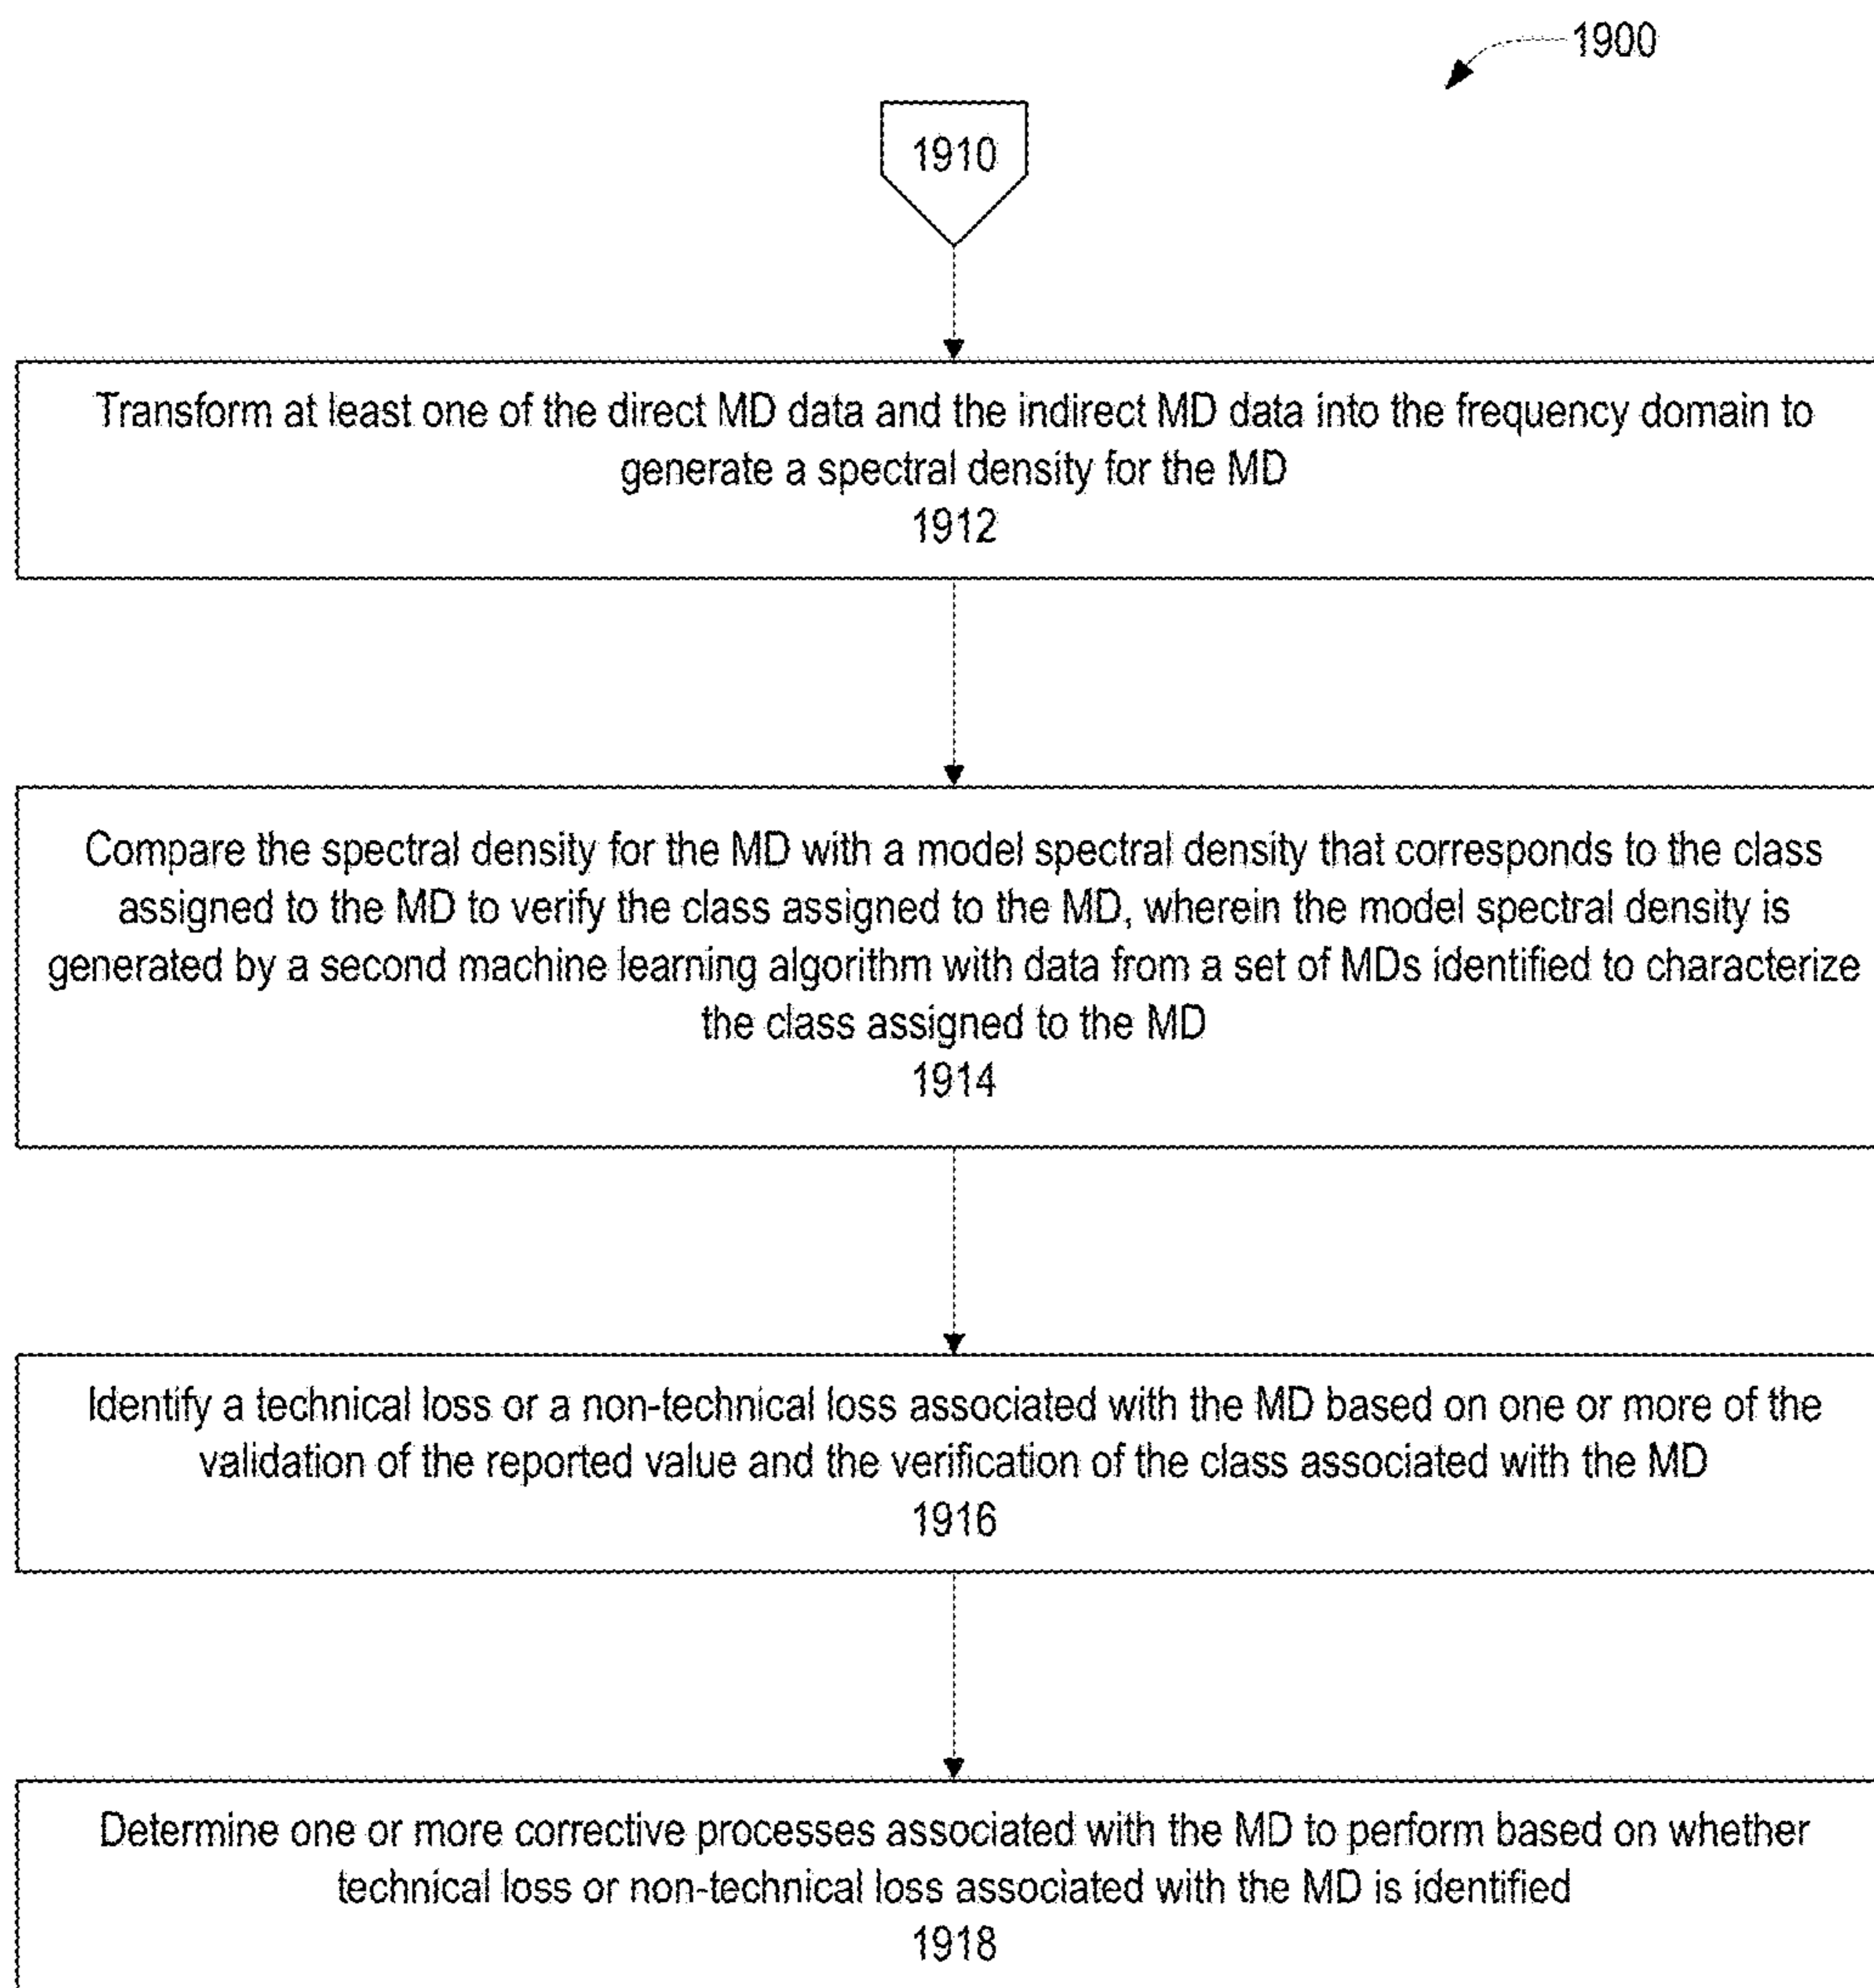 1900
1910
Transform at least one of the direct MD data and the indirect MD data into the frequency domain to
generate a spectral density for the MD
1912
Compare the spectral density for the MD with a model spectral density that corresponds to the class
assigned to the MD to verify the class assigned to the MD, wherein the model spectral density is
generated by a second machine learning algorithm with data from a set of MDs identified to characterize
the class assigned to the MD
1914
Identify a technical loss or a non-technical loss associated with the MD based on one or more of the
validation of the reported value and the verification of the class associated with the MD
1916
Determine one or more corrective processes associated with the MD to perform based on whether
technical loss or non-technical loss associated with the MD is identified
1918